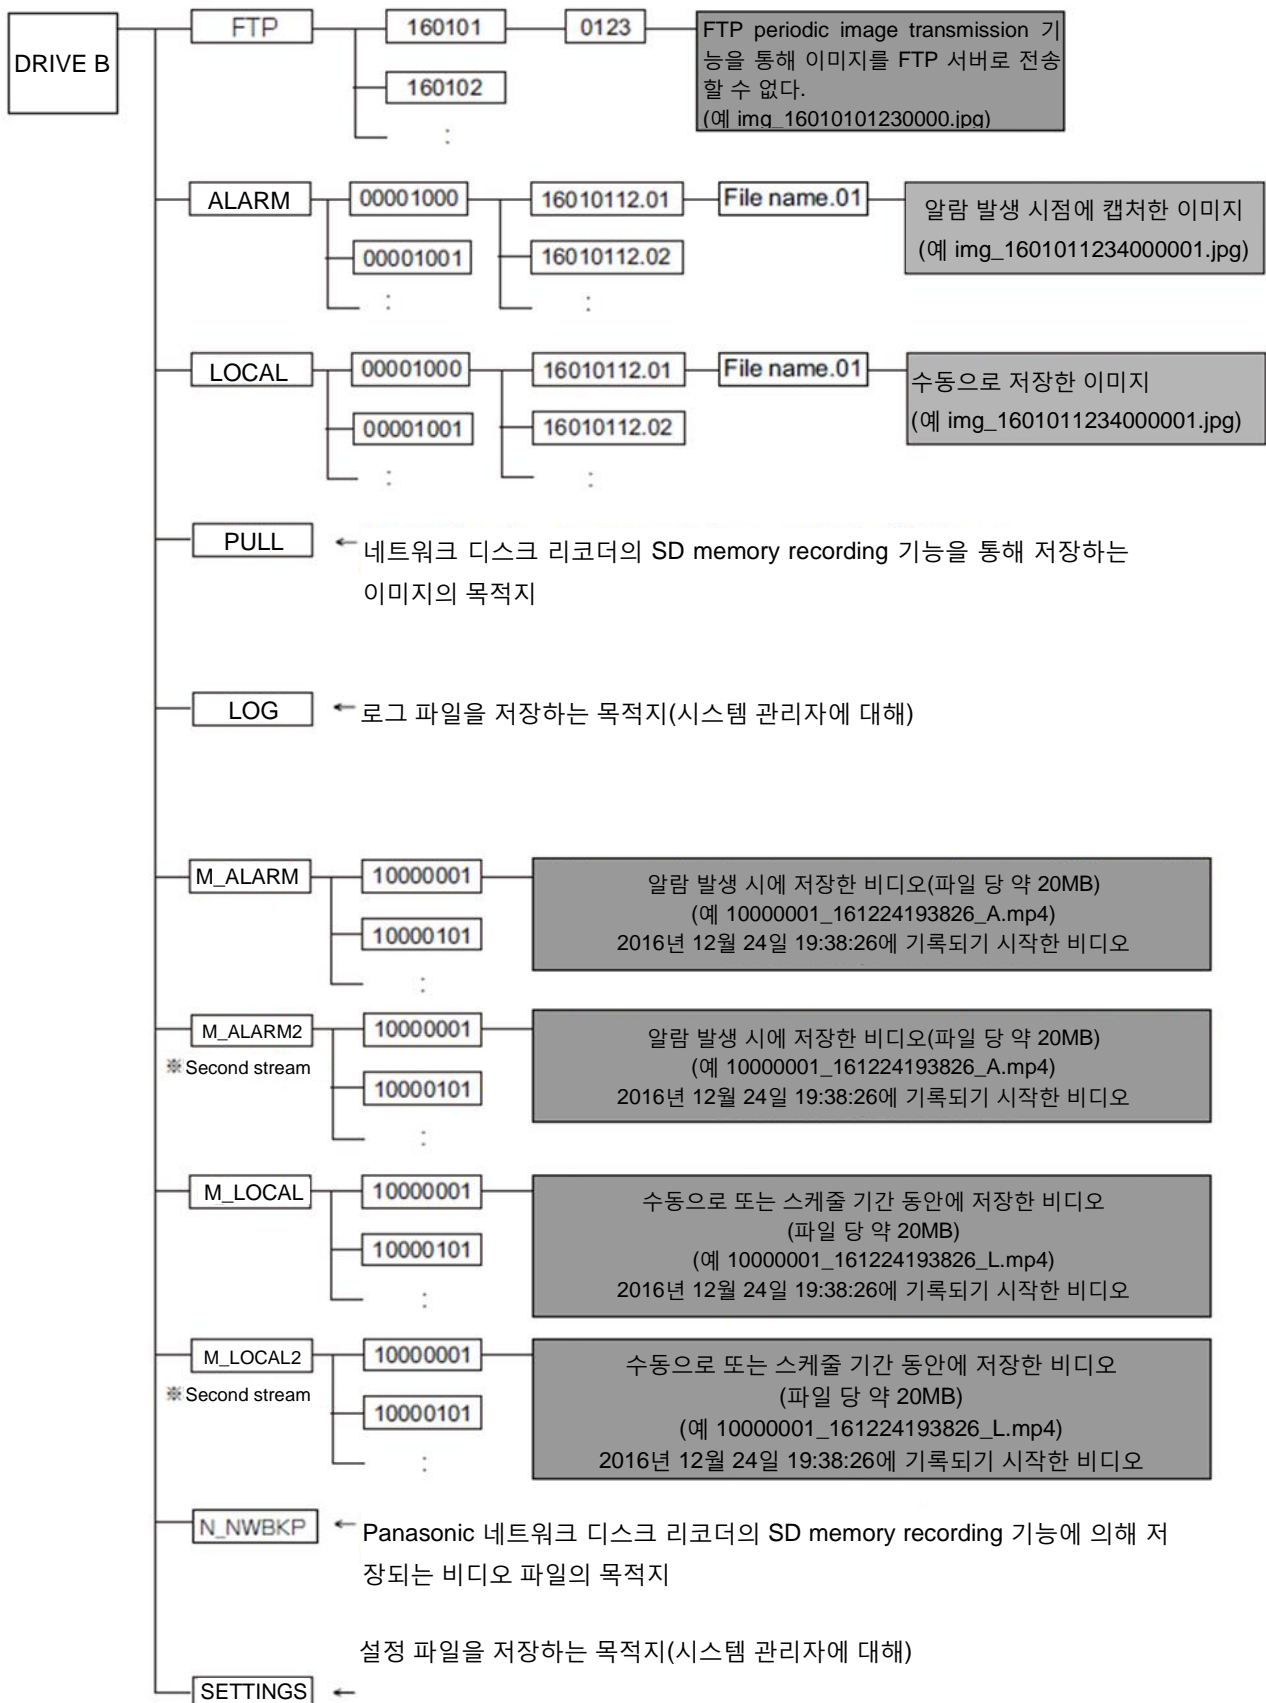 DRIVE B
FTP
160101
0123
FTP periodic image transmission 기
능을 통해 이미지를 FTP 서버로 전송
할 수 없다.
(예 img_16010101230000.jpg)
160102
:
ALARM
00001000
16010112.01
File name.01
알람 발생 시점에 캡처한 이미지
(예 img_1601011234000001.jpg)
00001001
16010112.02
:
:
LOCAL
00001000
16010112.01
File name.01
수동으로 저장한 이미지
(예 img_1601011234000001.jpg)
00001001
16010112.02
:
:
PULL
← 네트워크 디스크 리코더의 SD memory recording 기능을 통해 저장하는
이미지의 목적지
LOG
← 로그 파일을 저장하는 목적지(시스템 관리자에 대해)
M_ALARM
10000001
알람 발생 시에 저장한 비디오(파일 당 약 20MB)
(예 10000001_161224193826_A.mp4)
2016년 12월 24일 19:38:26에 기록되기 시작한 비디오
10000101
:
M_ALARM2
※ Second stream
10000001
알람 발생 시에 저장한 비디오(파일 당 약 20MB)
(예 10000001_161224193826_A.mp4)
2016년 12월 24일 19:38:26에 기록되기 시작한 비디오
10000101
:
M_LOCAL
10000001
수동으로 또는 스케줄 기간 동안에 저장한 비디오
(파일 당 약 20MB)
(예 10000001_161224193826_L.mp4)
2016년 12월 24일 19:38:26에 기록되기 시작한 비디오
10000101
:
M_LOCAL2
※ Second stream
10000001
수동으로 또는 스케줄 기간 동안에 저장한 비디오
(파일 당 약 20MB)
(예 10000001_161224193826_L.mp4)
2016년 12월 24일 19:38:26에 기록되기 시작한 비디오
10000101
:
N_NWBKP
← Panasonic 네트워크 디스크 리코더의 SD memory recording 기능에 의해 저
장되는 비디오 파일의 목적지
설정 파일을 저장하는 목적지(시스템 관리자에 대해)
SETTINGS ←